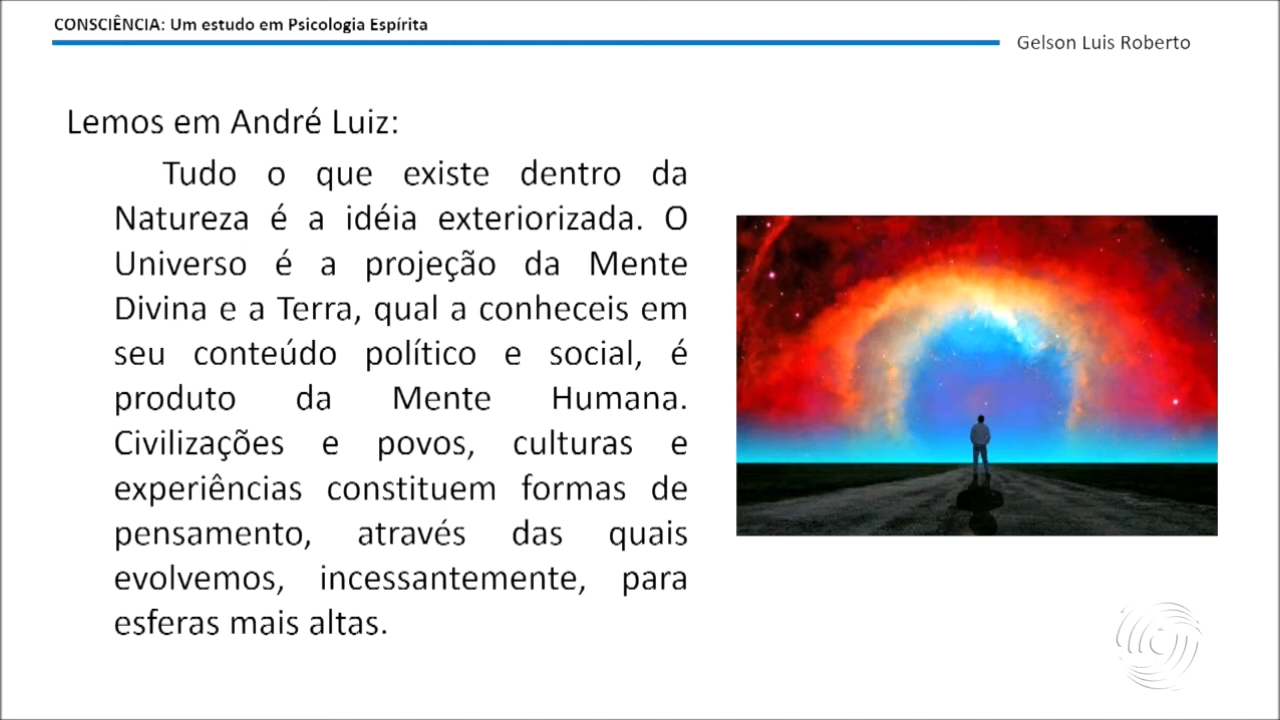 CONSCIÊNCIA: Um estudo em Psicologia Espírita
Gelson Luis Roberto
Lemos em André Luiz:
Tudo o que existe dentro da
Natureza é a idéia exteriorizada. O
Universo é a projeção da Mente
Divina e a Terra, qual a conheceis em
seu conteúdo político e social, é
produto da Mente Humana.
Civilizações e povos, culturas e
experiências constituem formas de
pensamento, através das quais
evolvemos, incessantemente, para
esferas mais altas.